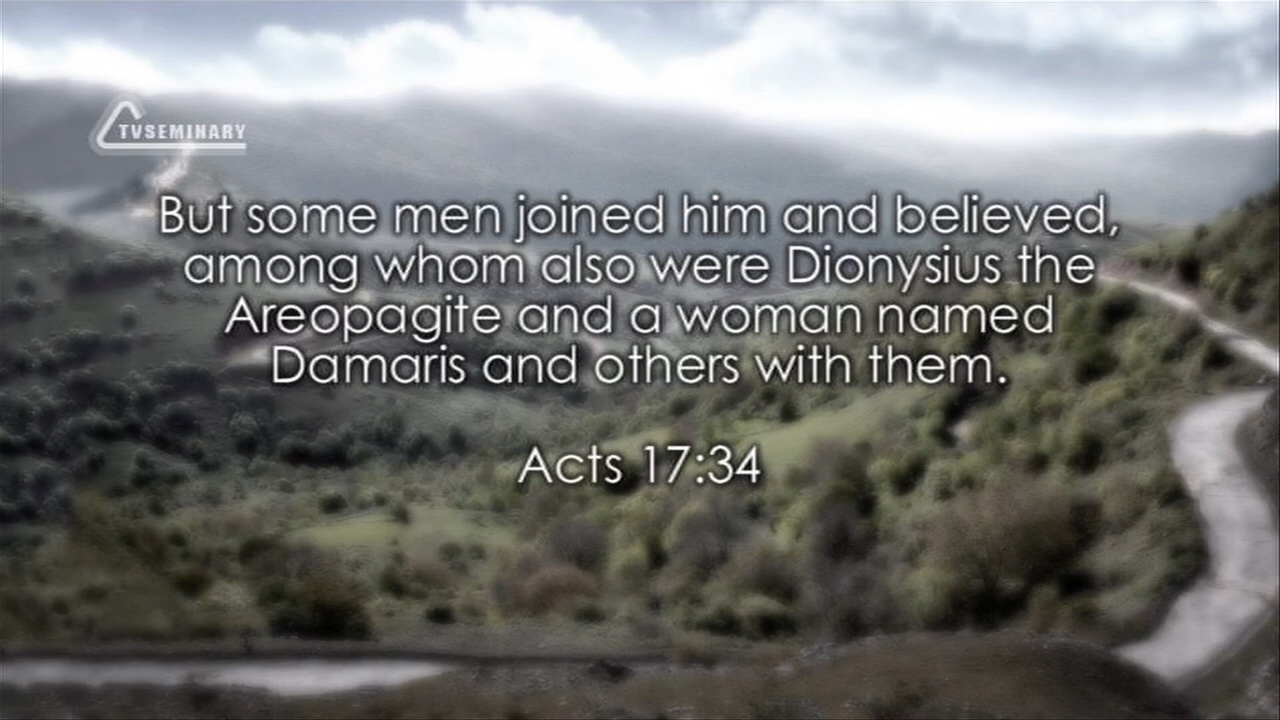 TVSEMINARY
But some men joined him and believed,
among whom also were Dionysius the
Areopagite and a woman named
Damaris and others with them.
Acts 17:34